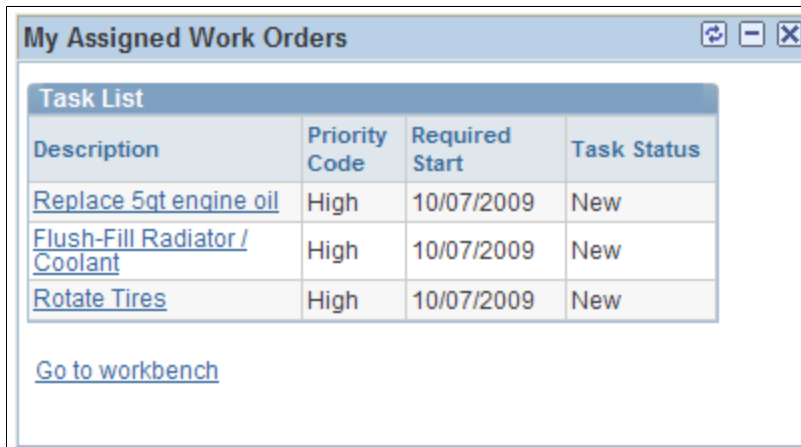 My Assigned Work Orders
Task List
Description Priority Code Required Start Task Status
Replace 5qt engine oil High 10/07/2009 New
Flush-Fill Radiator / Coolant High 10/07/2009 New
Rotate Tires High 10/07/2009 New
Go to workbench